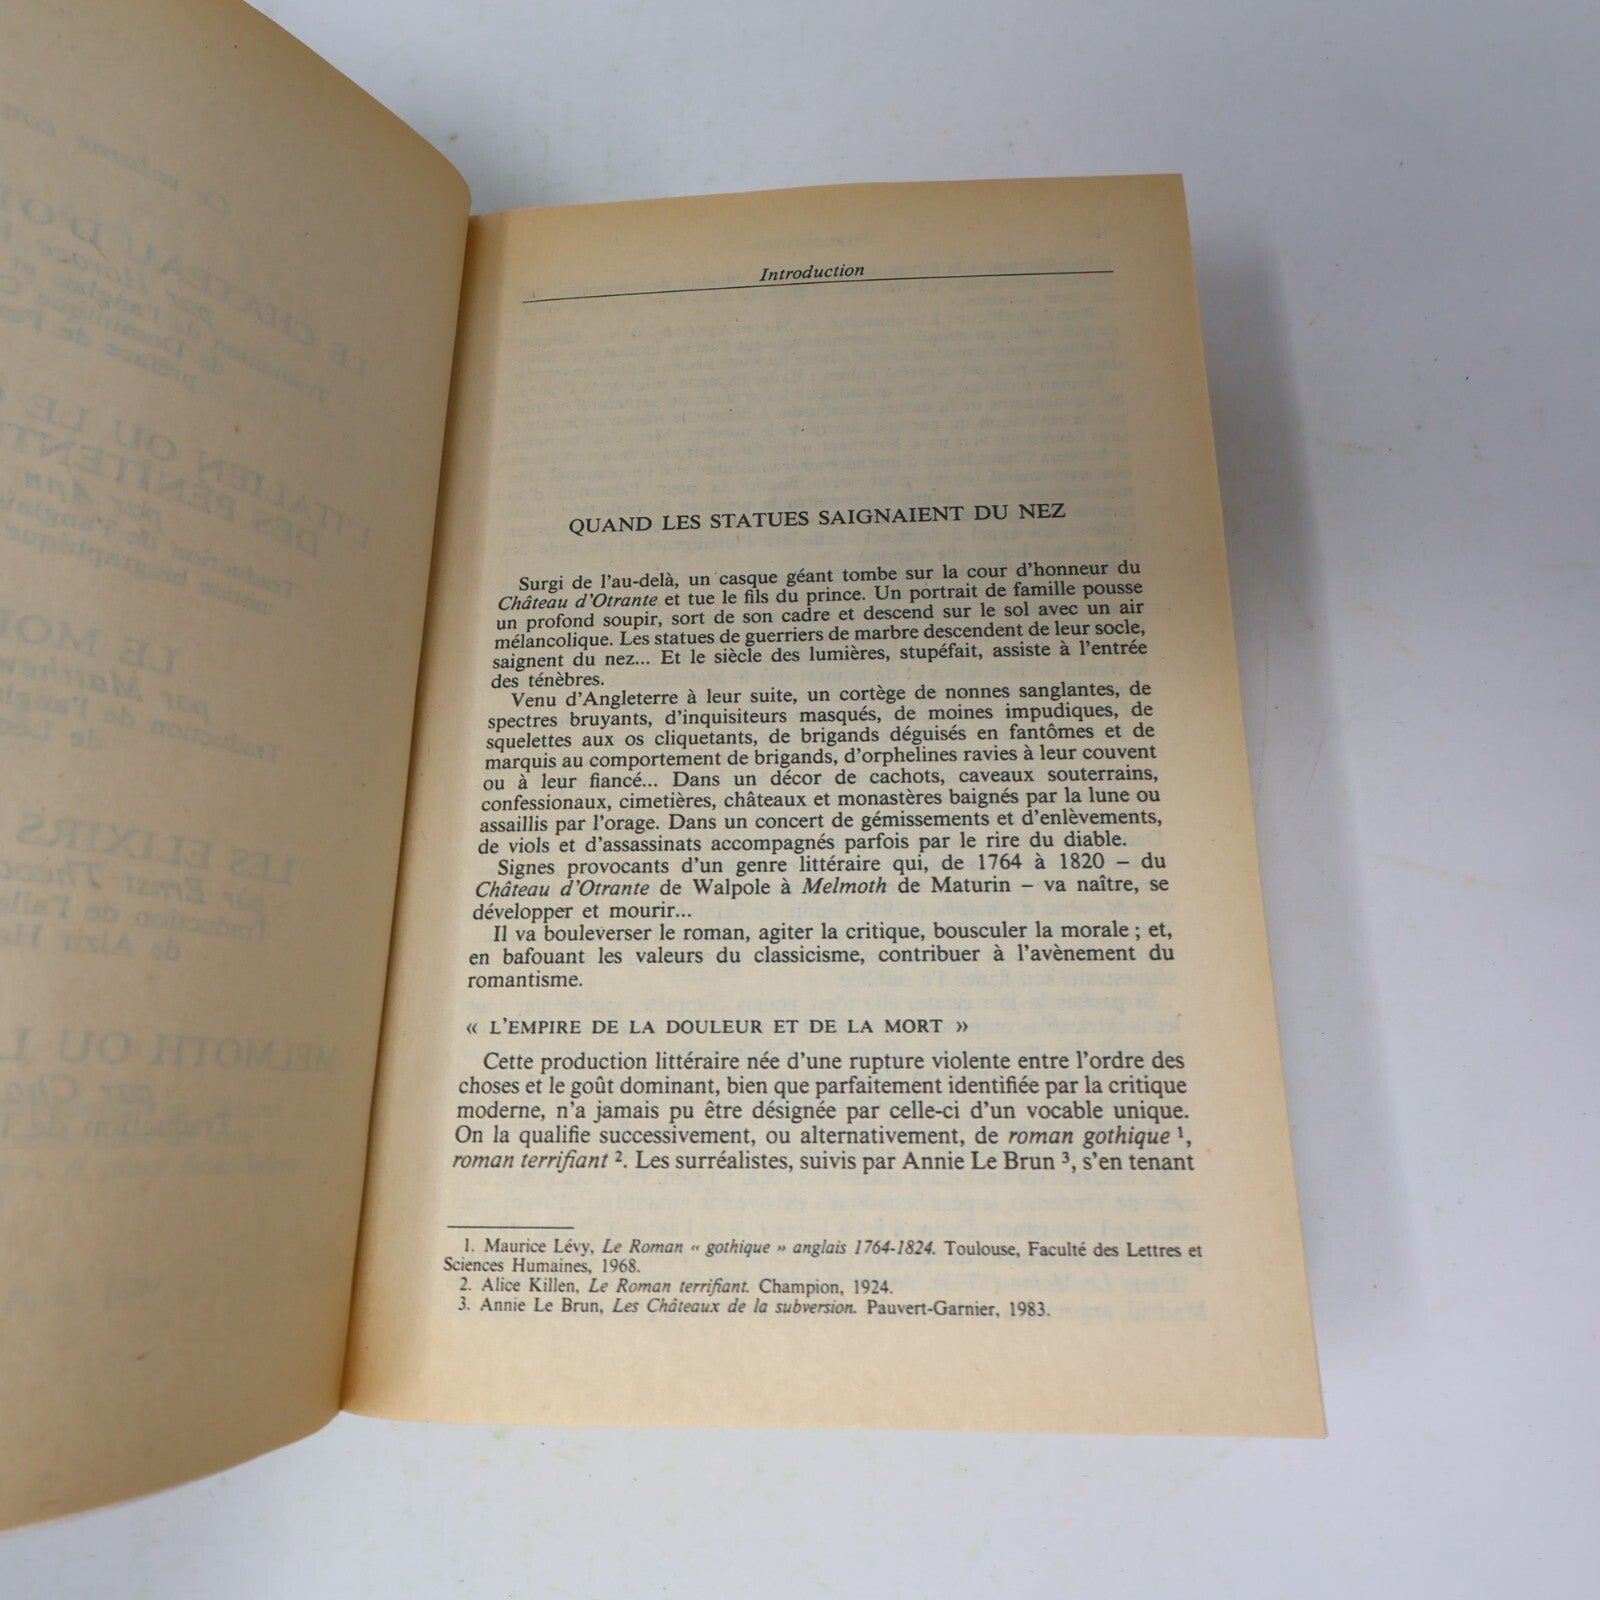 Introduction
QUAND LES STATUES SAIGNAIENT DU NEZ
Surgi de l'au-delà, un casque géant tombe sur la cour d'honneur du
Château d'Otrante et tue le fils du prince. Un portrait de famille pousse
un profond soupir, sort de son cadre et descend sur le sol avec un air
mélancolique. Les statues de guerriers de marbre descendent de leur socle,
saignent du nez... Et le siècle des lumières, stupéfait, assiste à l'entrée
des ténèbres.
Venu d'Angleterre à leur suite, un cortège de nonnes sanglantes, de
spectres bruyants, d'inquisiteurs masqués, de moines impudiques, de
squelettes aux os cliquetants, de brigands déguisés en fantômes et de
marquis au comportement de brigands, d'orphelines ravies à leur couvent
ou à leur fiancé... Dans un décor de cachots, caveaux souterrains,
confessionaux, cimetières, châteaux et monastères baignés par la lune ou
assaillis par l'orage. Dans un concert de gémissements et d'enlèvements,
de viols et d'assassinats accompagnés parfois par le rire du diable.
Signes provocants d'un genre littéraire qui, de 1764 à 1820 – du
Château d'Otrante de Walpole à Melmoth de Maturin – va naître, se
développer et mourir...
Il va bouleverser le roman, agiter la critique, bousculer la morale ; et,
en bafouant les valeurs du classicisme, contribuer à l'avènement du
romantisme.
« L'EMPIRE DE LA DOULEUR ET DE LA MORT »
Cette production littéraire née d'une rupture violente entre l'ordre des
choses et le goût dominant, bien que parfaitement identifiée par la critique
moderne, n'a jamais pu être désignée par celle-ci d'un vocable unique.
On la qualifie successivement, ou alternativement, de roman gothique ¹,
roman terrifiant ². Les surréalistes, suivis par Annie Le Brun ³, s'en tenant
1. Maurice Lévy, Le Roman « gothique » anglais 1764-1824. Toulouse, Faculté des Lettres et
Sciences Humaines, 1968.
2. Alice Killen, Le Roman terrifiant. Champion, 1924.
3. Annie Le Brun, Les Châteaux de la subversion. Pauvert-Garnier, 1983.